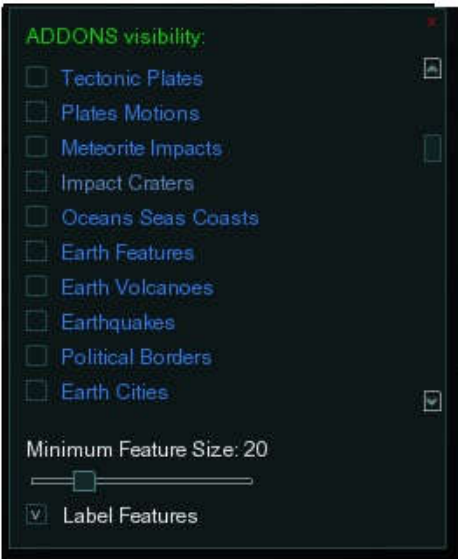 ADDONS visibility:
x
Tectonic Plates
Plates Motions
Meteorite Impacts
Impact Craters
Oceans Seas Coasts
Earth Features
Earth Volcanoes
Earthquakes
Political Borders
Earth Cities
Minimum Feature Size: 20
v Label Features